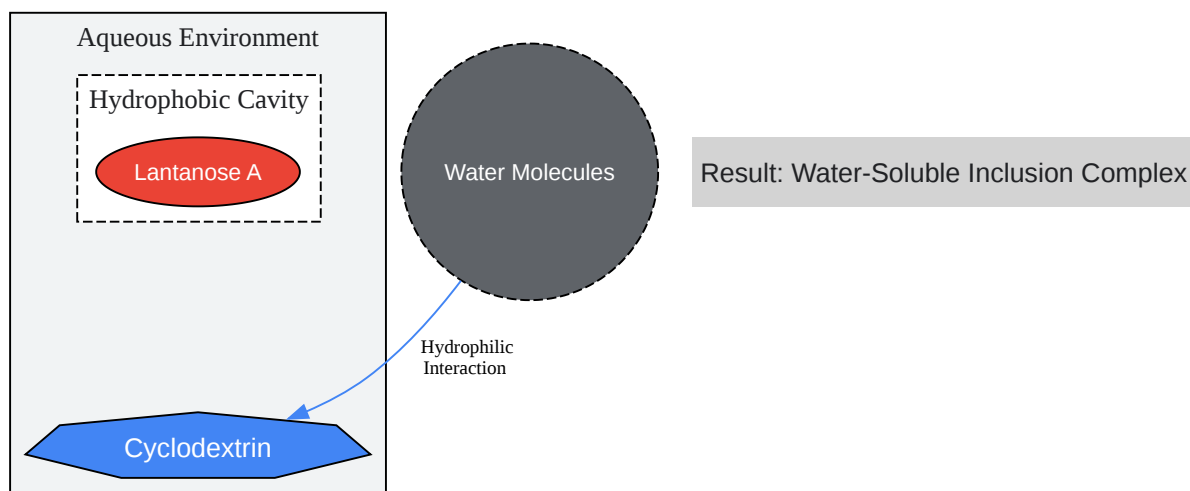 Aqueous Environment
Hydrophobic Cavity
Lantanose A
Water Molecules
Result: Water-Soluble Inclusion Complex
Hydrophilic
Interaction
Cyclodextrin